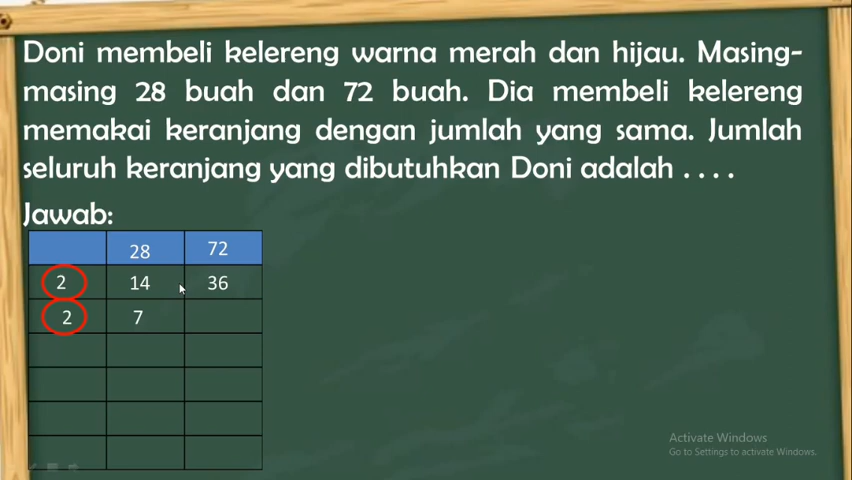 Doni membeli kelereng warna merah dan hijau. Masing-
masing 28 buah dan 72 buah. Dia membeli kelereng
memakai keranjang dengan jumlah yang sama. Jumlah
seluruh keranjang yang dibutuhkan Doni adalah . . . .
Jawab:
28 72
2 14 36
2 7
Activate Windows
Go to Settings to activate Windows.